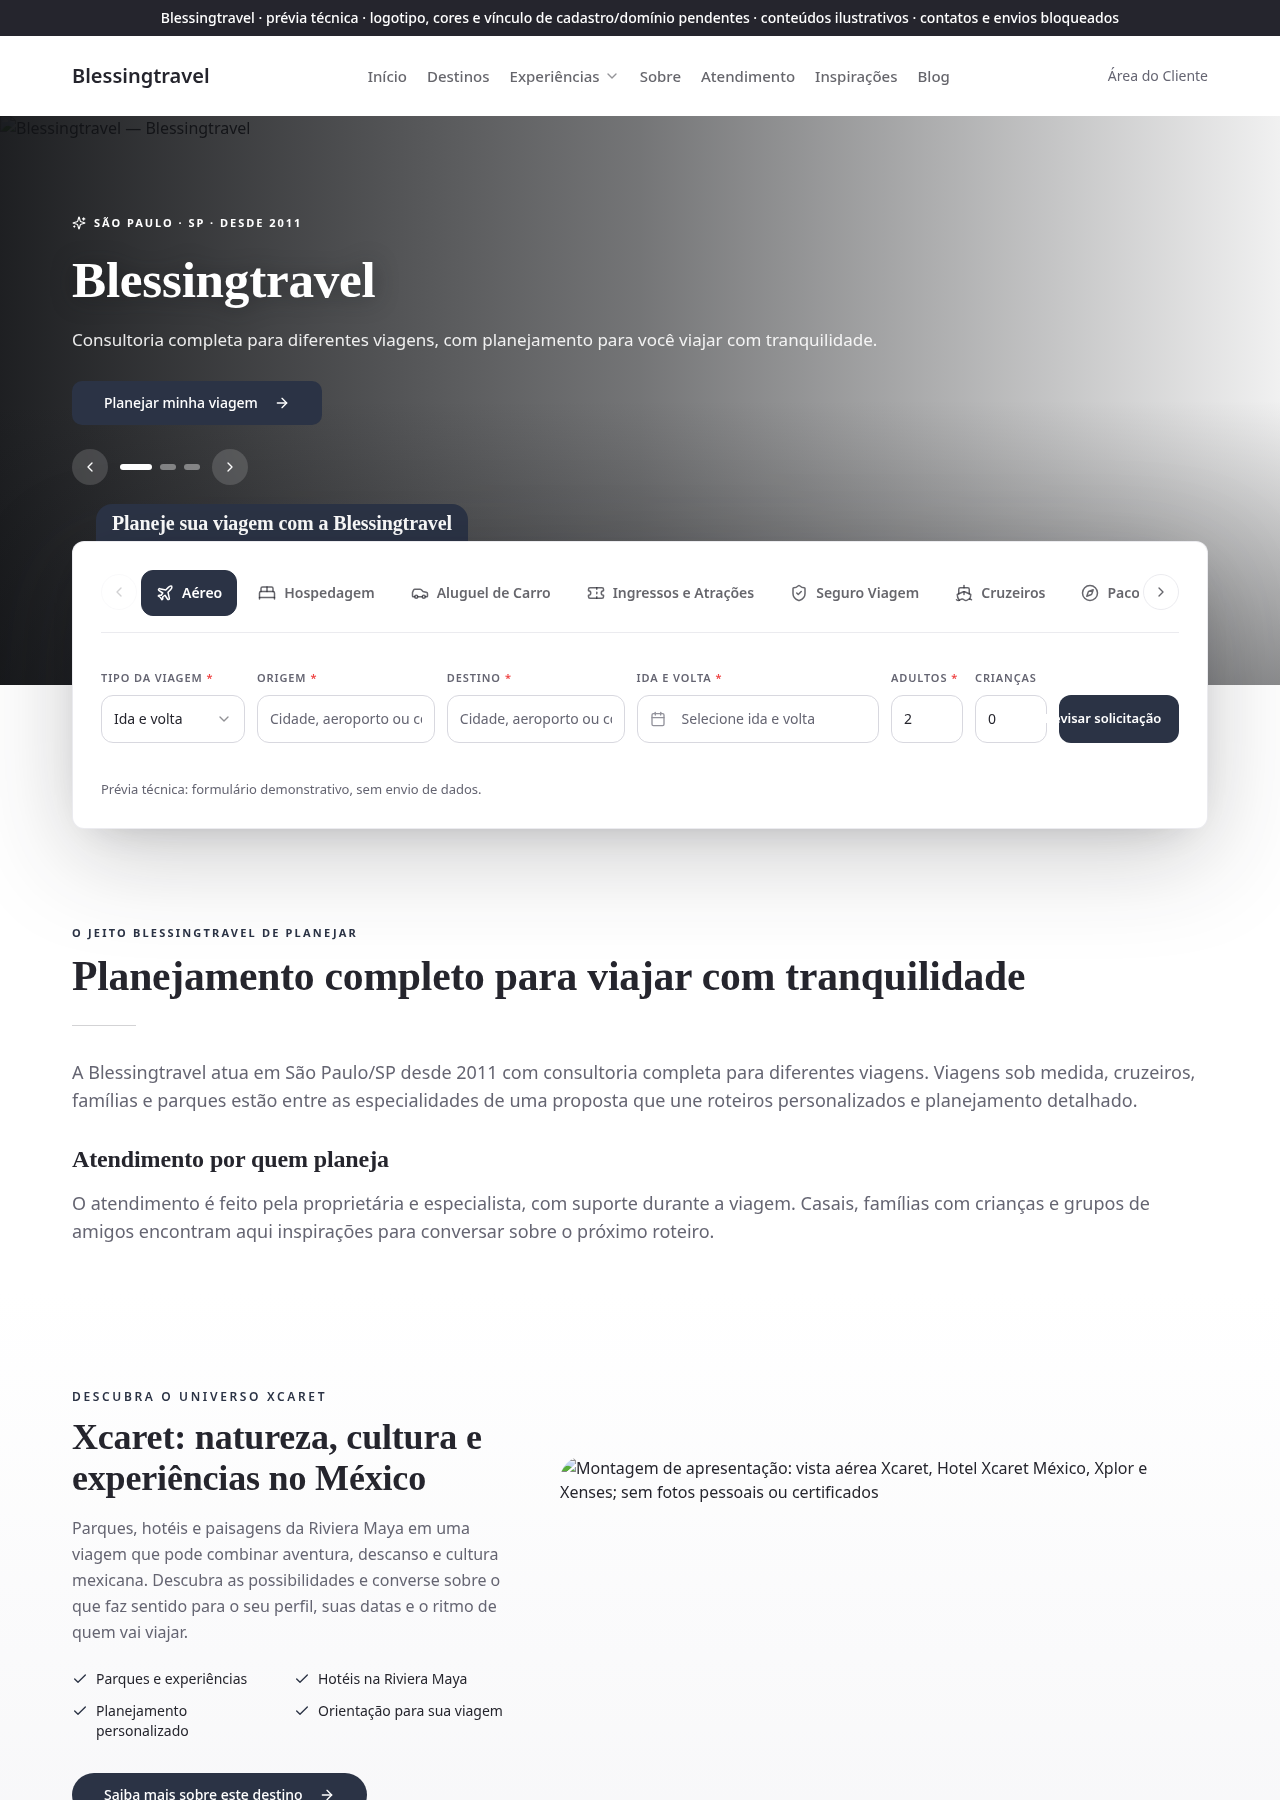 Blessingtravel · prévia técnica · logotipo, cores e vínculo de cadastro/domínio pendentes · conteúdos ilustrativos · contatos e envios bloqueados
Blessingtravel
Início
Destinos
Experiências
Sobre
Atendimento
Inspirações
Blog
Área do Cliente
Blessingtravel — Blessingtravel
SÃO PAULO · SP · DESDE 2011
Blessingtravel
Consultoria completa para diferentes viagens, com planejamento para você viajar com tranquilidade.
Planejar minha viagem
Planeje sua viagem com a Blessingtravel
Aéreo
Hospedagem
Aluguel de Carro
Ingressos e Atrações
Seguro Viagem
Cruzeiros
Paco
TIPO DA VIAGEM *
ORIGEM *
DESTINO *
IDA E VOLTA *
ADULTOS *
CRIANÇAS
Ida e volta
Cidade, aeroporto ou
Cidade, aeroporto ou
Selecione ida e volta
2
0
evisar solicitação
Prévia técnica: formulário demonstrativo, sem envio de dados.
O JEITO BLESSINGTRAVEL DE PLANEJAR
Planejamento completo para viajar com tranquilidade
A Blessingtravel atua em São Paulo/SP desde 2011 com consultoria completa para diferentes viagens. Viagens sob medida, cruzeiros,
famílias e parques estão entre as especialidades de uma proposta que une roteiros personalizados e planejamento detalhado.
Atendimento por quem planeja
O atendimento é feito pela proprietária e especialista, com suporte durante a viagem. Casais, famílias com crianças e grupos de
amigos encontram aqui inspirações para conversar sobre o próximo roteiro.
DESCUBRA O UNIVERSO XCARET
Xcaret: natureza, cultura e
experiências no México
Parques, hotéis e paisagens da Riviera Maya em uma
viagem que pode combinar aventura, descanso e cultura
mexicana. Descubra as possibilidades e converse sobre o
que faz sentido para o seu perfil, suas datas e o ritmo de
quem vai viajar.
Parques e experiências
Hotéis na Riviera Maya
Planejamento
personalizado
Orientação para sua viagem
Saiba mais sobre este destino
Montagem de apresentação: vista aérea Xcaret, Hotel Xcaret México, Xplor e
Xenses; sem fotos pessoais ou certificados